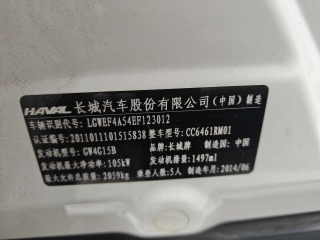 HAVAL 长城汽车股份有限公司(中国)制造
车辆识别代号: LGWEF4A54EF123012
2011011101515838 整车型号: CC6461RM01
发动机型号: GW4G15B 品牌: 长城牌 制造国: 中国
发动机最大净功率: 105kW 发动机排量: 1497ml
最大允许总质量: 2059kg 乘坐人数: 5人 制造年月: 2014/06